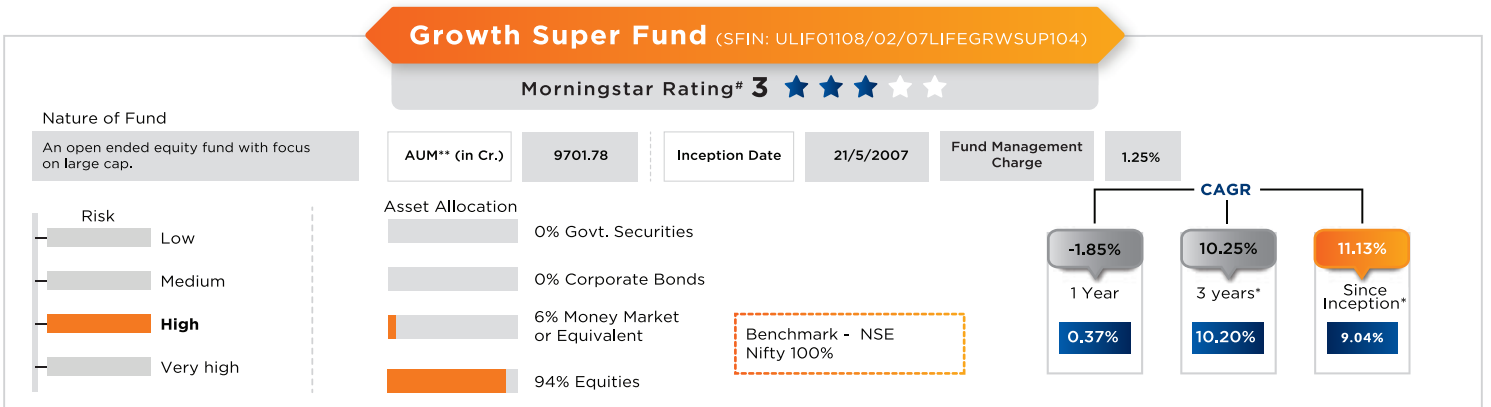 Growth Super Fund (SFIN: ULIF01108/02/07LIFEGRWSUP104)
Morningstar Rating# 3
Nature of Fund
An open ended equity fund with focus
on large cap.
AUM** (in Cr.)
9701.78
Inception Date
21/5/2007
Fund Management
Charge
1.25%
Risk
Low
Medium
High
Very high
Asset Allocation
0% Govt. Securities
0% Corporate Bonds
6% Money Market
or Equivalent
94% Equities
Benchmark - NSE
Nifty 100%
CAGR
-1.85%
1 Year
0.37%
10.25%
3 years*
10.20%
11.13%
Since
Inception*
9.04%